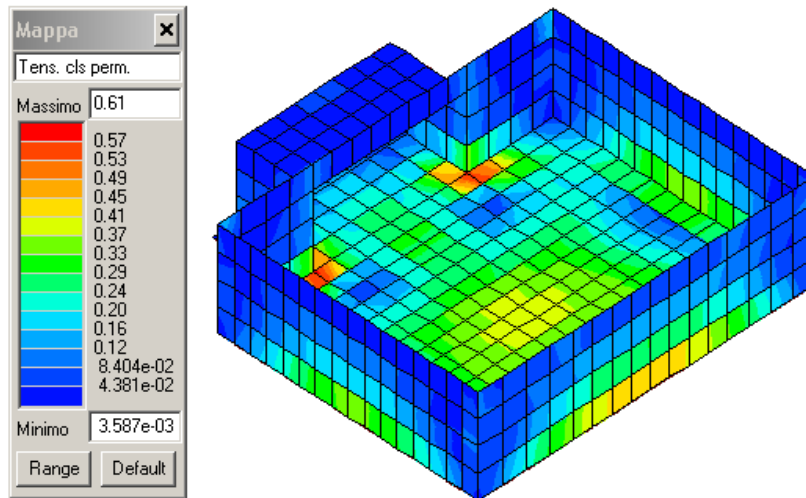 Mappa
Tens. cls perm.
Massimo 0.61
0.57
0.53
0.49
0.45
0.41
0.37
0.33
0.29
0.24
0.20
0.16
0.12
8.404e-02
4.381e-02
Minimo 3.587e-03
Range Default